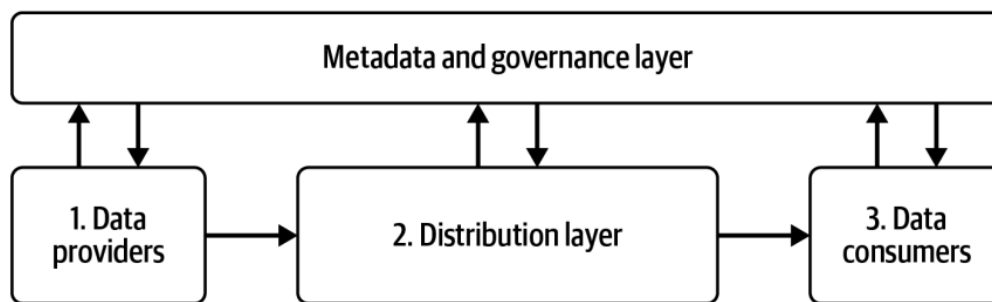 Metadata and governance layer
1. Data
providers
2. Distribution layer
3. Data
consumers